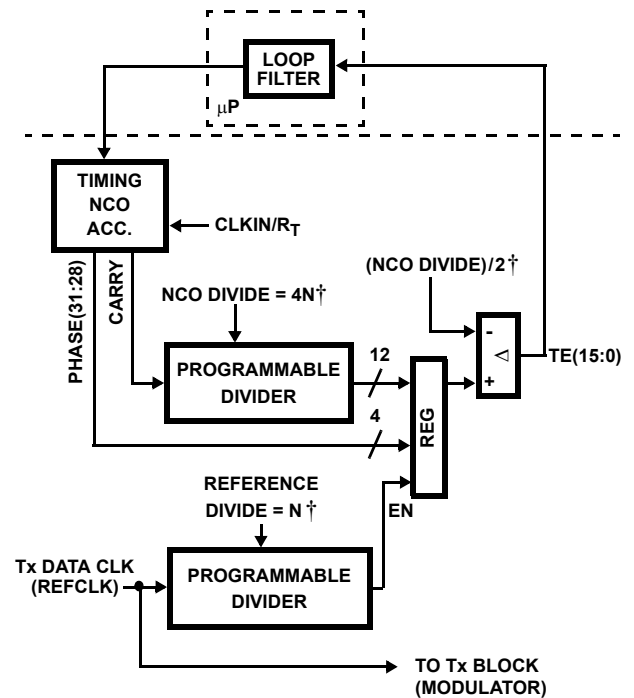 LOOP
FILTER
μP
TIMING
NCO
ACC.
CLKIN/RT
PHASE(31:28)
CARRY
(NCO DIVIDE)/2†
NCO DIVIDE = 4N†
-
+
Δ
TE(15:0)
PROGRAMMABLE
DIVIDER
12
4
REG
REFERENCE
DIVIDE = N†
EN
Tx DATA CLK
(REFCLK)
PROGRAMMABLE
DIVIDER
TO Tx BLOCK
(MODULATOR)